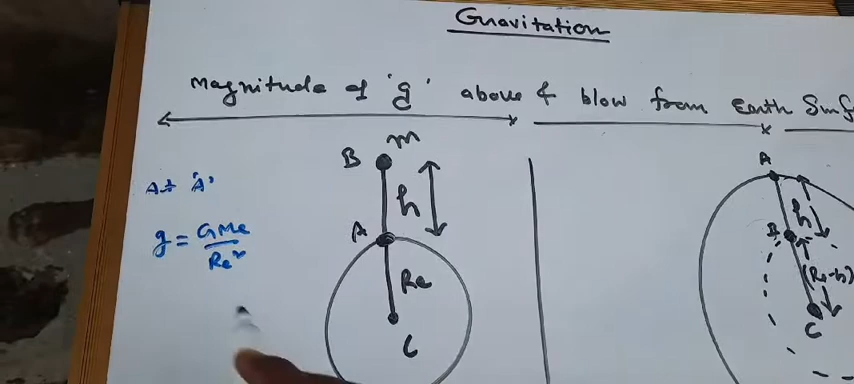 Gravitation
Magnitude of 'g' above & blow from Earth Surf
B m
h
A
Re
C
At 'A'
g = GMe / Re²
A
h
B
(Re-h)
C